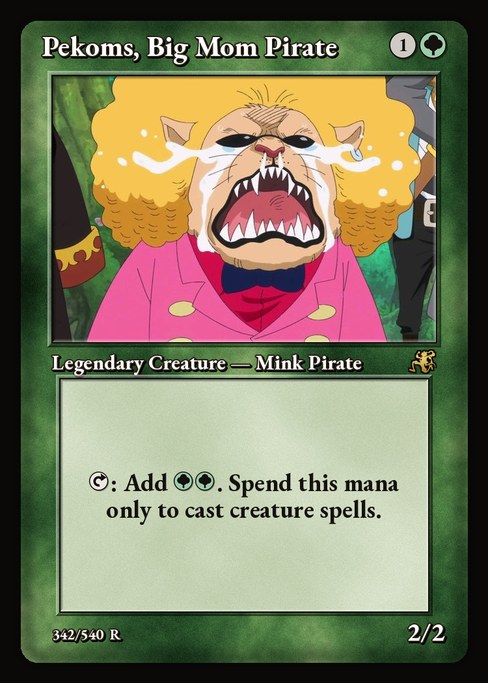 Pekoms, Big Mom Pirate 1
Legendary Creature — Mink Pirate
: Add . Spend this mana
only to cast creature spells.
342/540 R 2/2